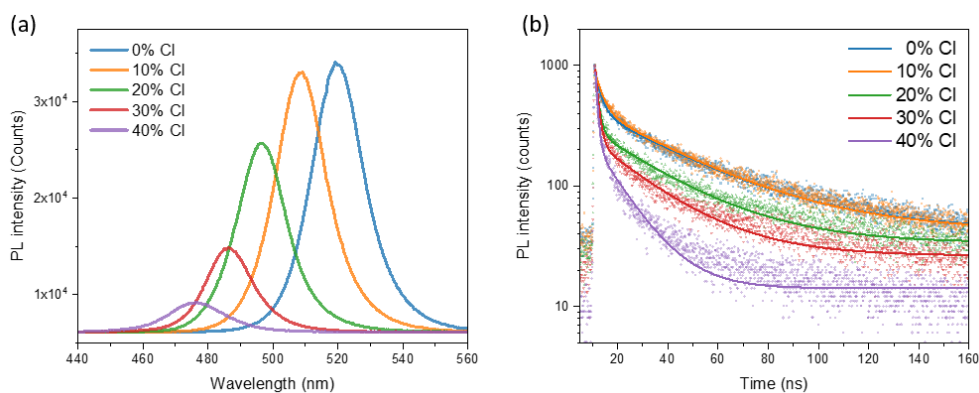 (a)
0% Cl
10% Cl
20% Cl
30% Cl
40% Cl
3x10⁴
2x10⁴
1x10⁴
PL intensity (Counts)
440 460 480 500 520 540 560
Wavelength (nm)
(b)
0% Cl
10% Cl
20% Cl
30% Cl
40% Cl
1000
100
10
PL intensity (counts)
20 40 60 80 100 120 140 160
Time (ns)